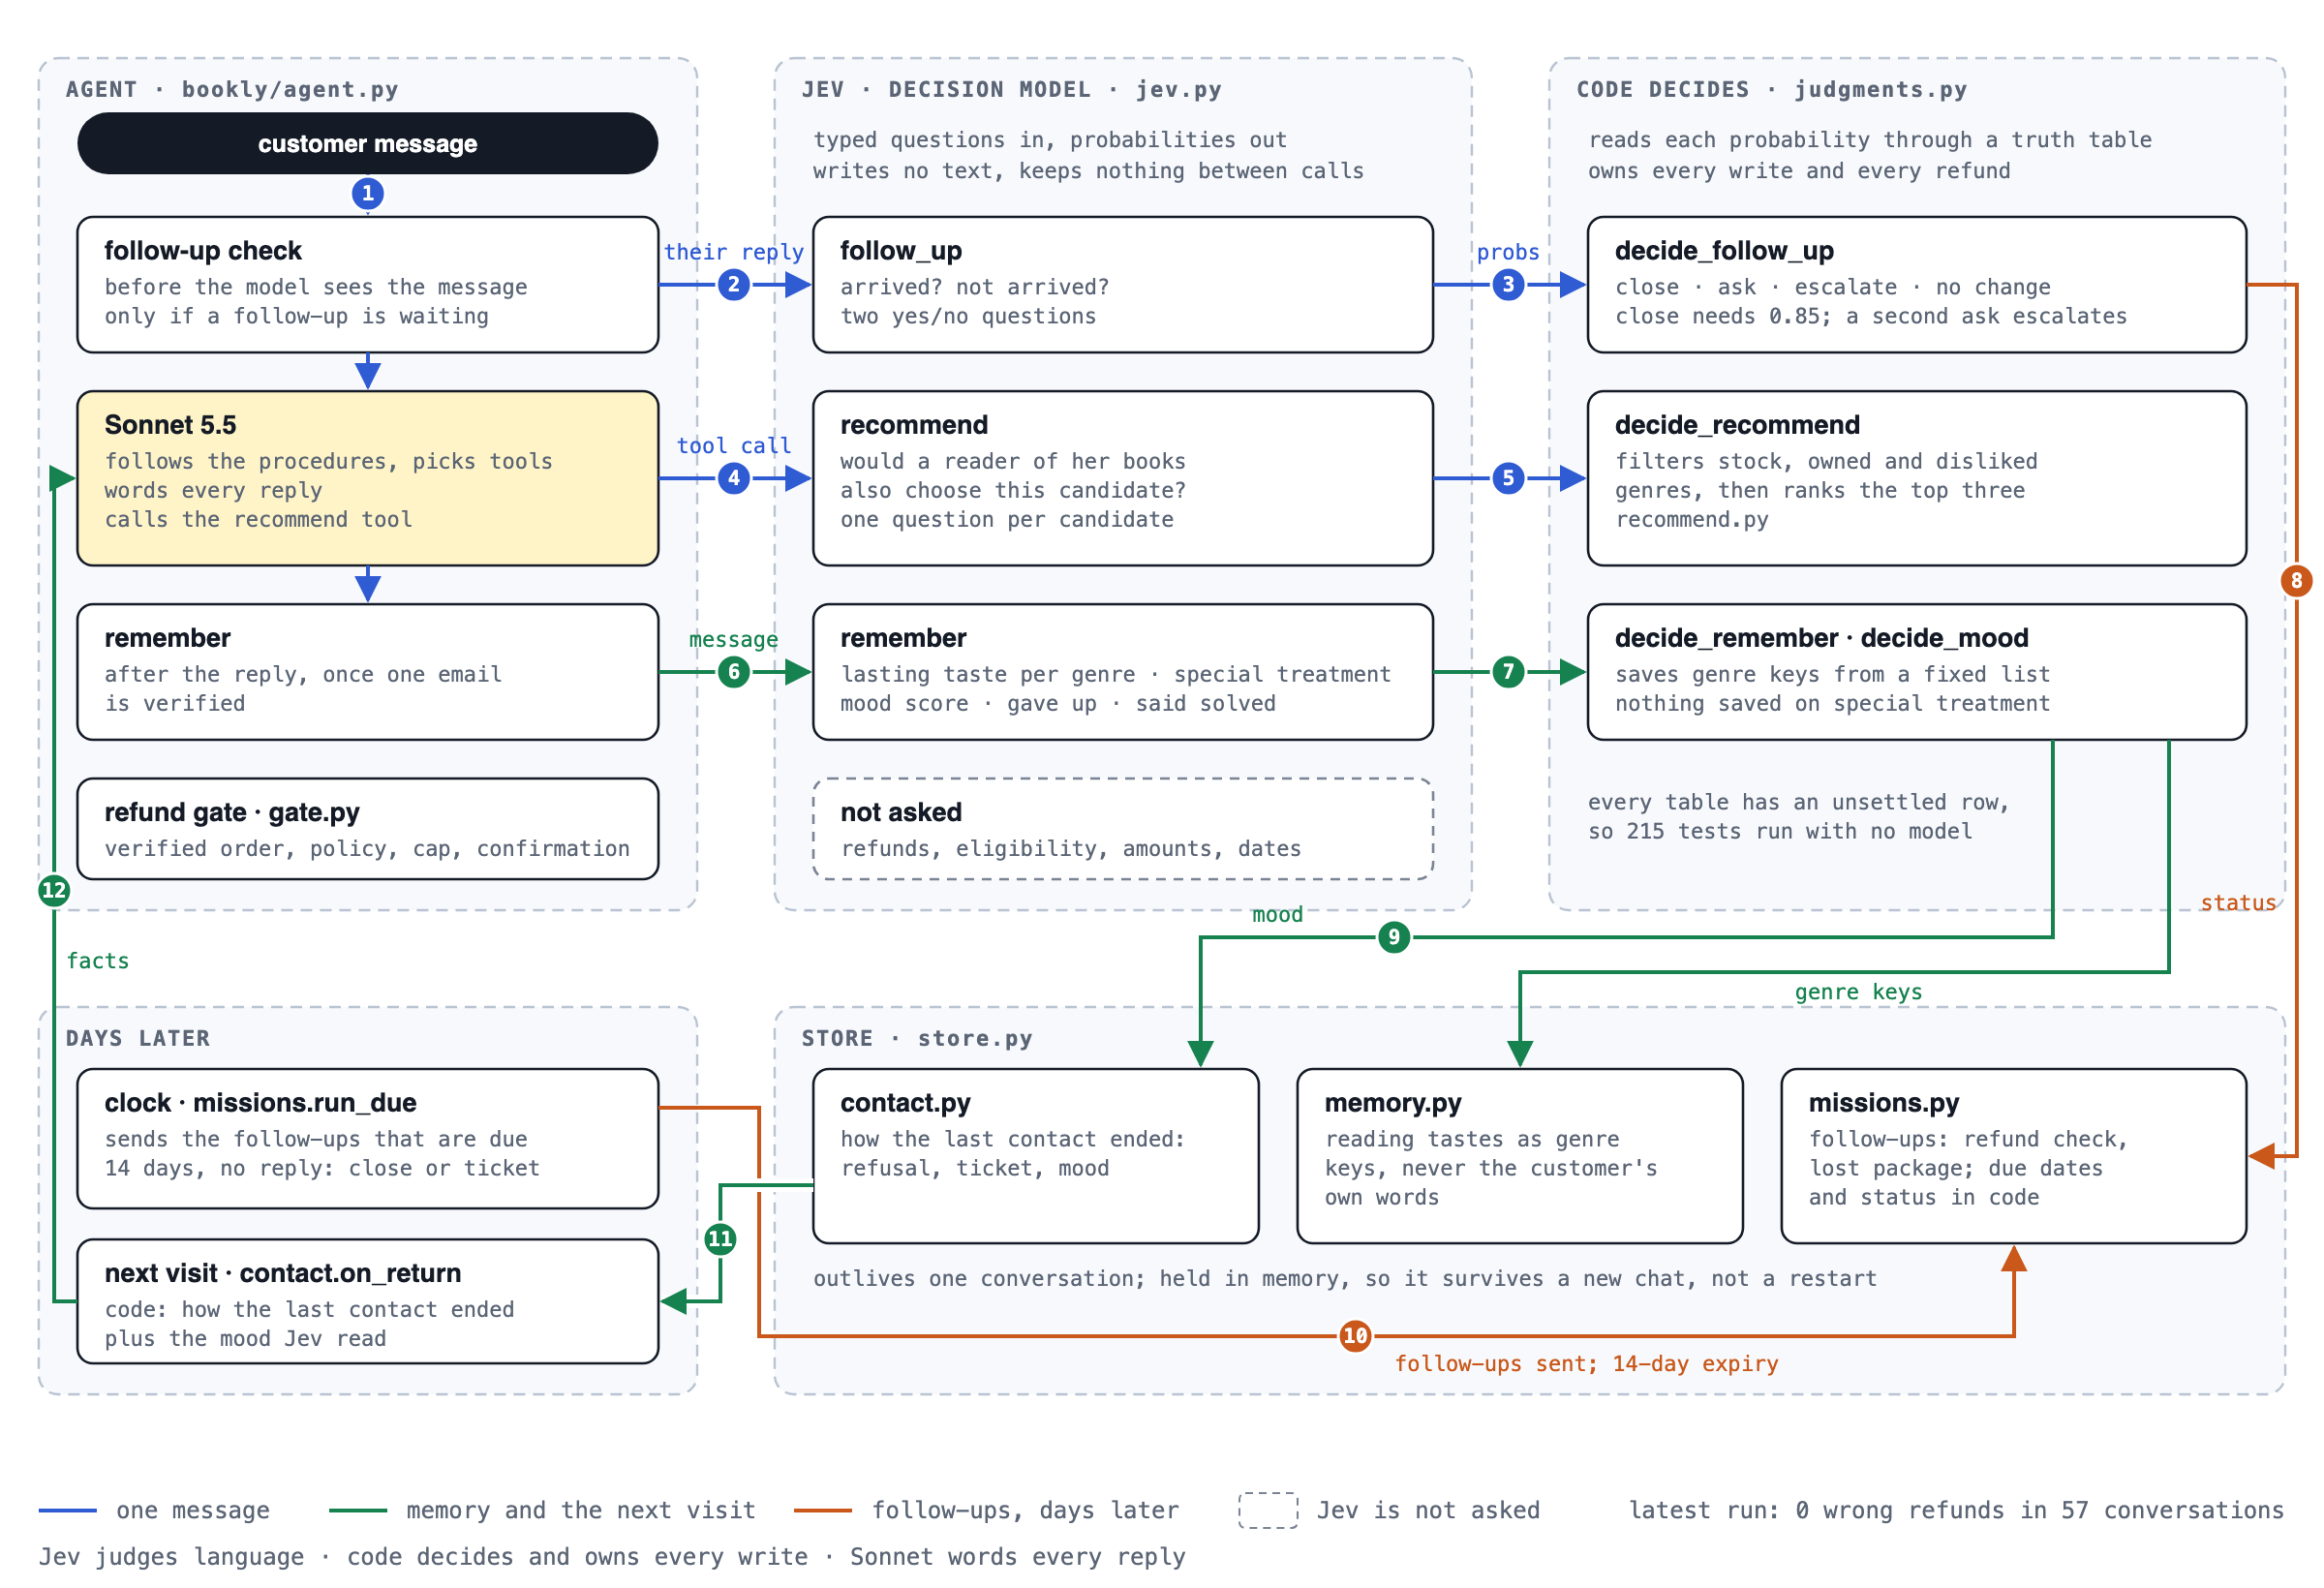 AGENT · bookly/agent.py
customer message
1
follow-up check
before the model sees the message
only if a follow-up is waiting
Sonnet 5.5
follows the procedures, picks tools
words every reply
calls the recommend tool
remember
after the reply, once one email
is verified
refund gate · gate.py
verified order, policy, cap, confirmation
their reply
2
tool call
4
message
6
JEV · DECISION MODEL · jev.py
typed questions in, probabilities out
writes no text, keeps nothing between calls
follow_up
arrived? not arrived?
two yes/no questions
recommend
would a reader of her books
also choose this candidate?
one question per candidate
remember
lasting taste per genre · special treatment
mood score · gave up · said solved
not asked
refunds, eligibility, amounts, dates
probs
3
5
7
CODE DECIDES · judgments.py
reads each probability through a truth table
owns every write and every refund
decide_follow_up
close · ask · escalate · no change
close needs 0.85; a second ask escalates
decide_recommend
filters stock, owned and disliked
genres, then ranks the top three
recommend.py
decide_remember · decide_mood
saves genre keys from a fixed list
nothing saved on special treatment
every table has an unsettled row,
so 215 tests run with no model
8
status
mood
9
genre keys
12
facts
DAYS LATER
clock · missions.run_due
sends the follow-ups that are due
14 days, no reply: close or ticket
next visit · contact.on_return
code: how the last contact ended
plus the mood Jev read
11
STORE · store.py
contact.py
how the last contact ended:
refusal, ticket, mood
memory.py
reading tastes as genre
keys, never the customer's
own words
missions.py
follow-ups: refund check,
lost package; due dates
and status in code
outlives one conversation; held in memory, so it survives a new chat, not a restart
10
follow-ups sent; 14-day expiry
one message
memory and the next visit
follow-ups, days later
Jev is not asked
latest run: 0 wrong refunds in 57 conversations
Jev judges language · code decides and owns every write · Sonnet words every reply